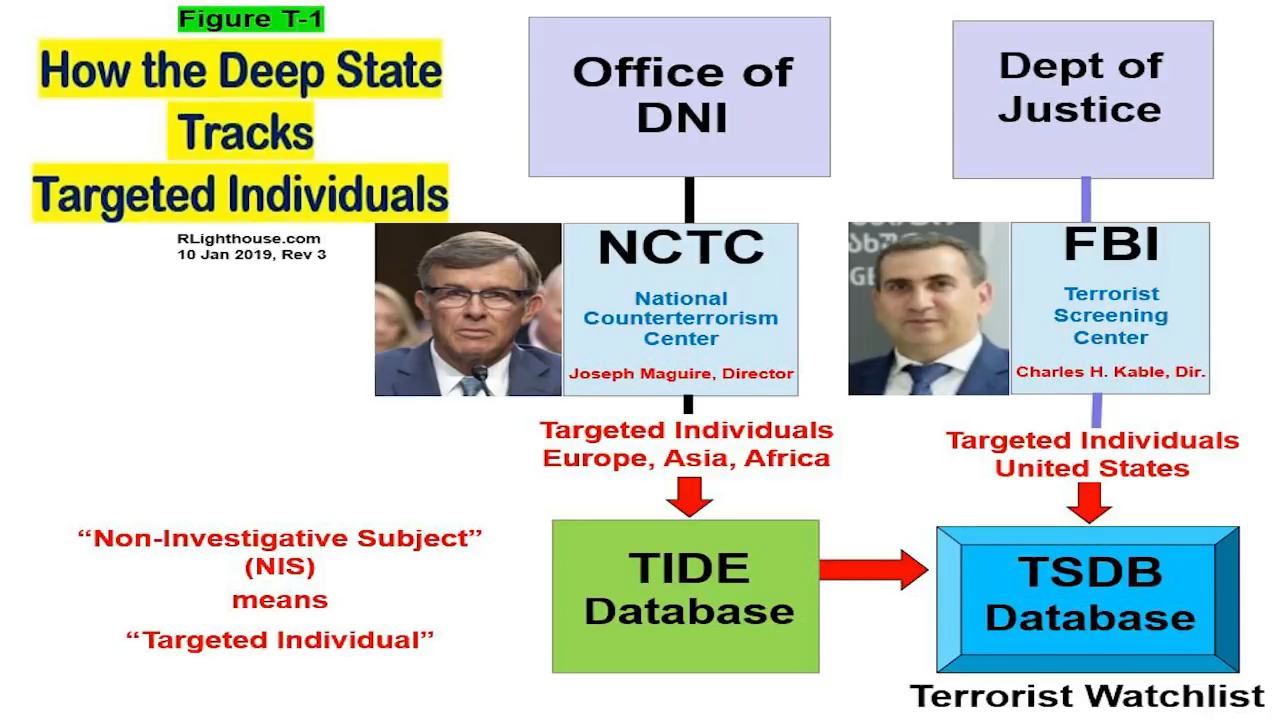 Figure T-1
How the Deep State
Tracks
Targeted Individuals
RLighthouse.com
10 Jan 2019, Rev 3
Office of
DNI
Dept of
Justice
NCTC
National
Counterterrorism
Center
Joseph Maguire, Director
FBI
Terrorist
Screening
Center
Charles H. Kable, Dir.
Targeted Individuals
Europe, Asia, Africa
Targeted Individuals
United States
“Non-Investigative Subject”
(NIS)
means
“Targeted Individual”
TIDE
Database
TSDB
Database
Terrorist Watchlist